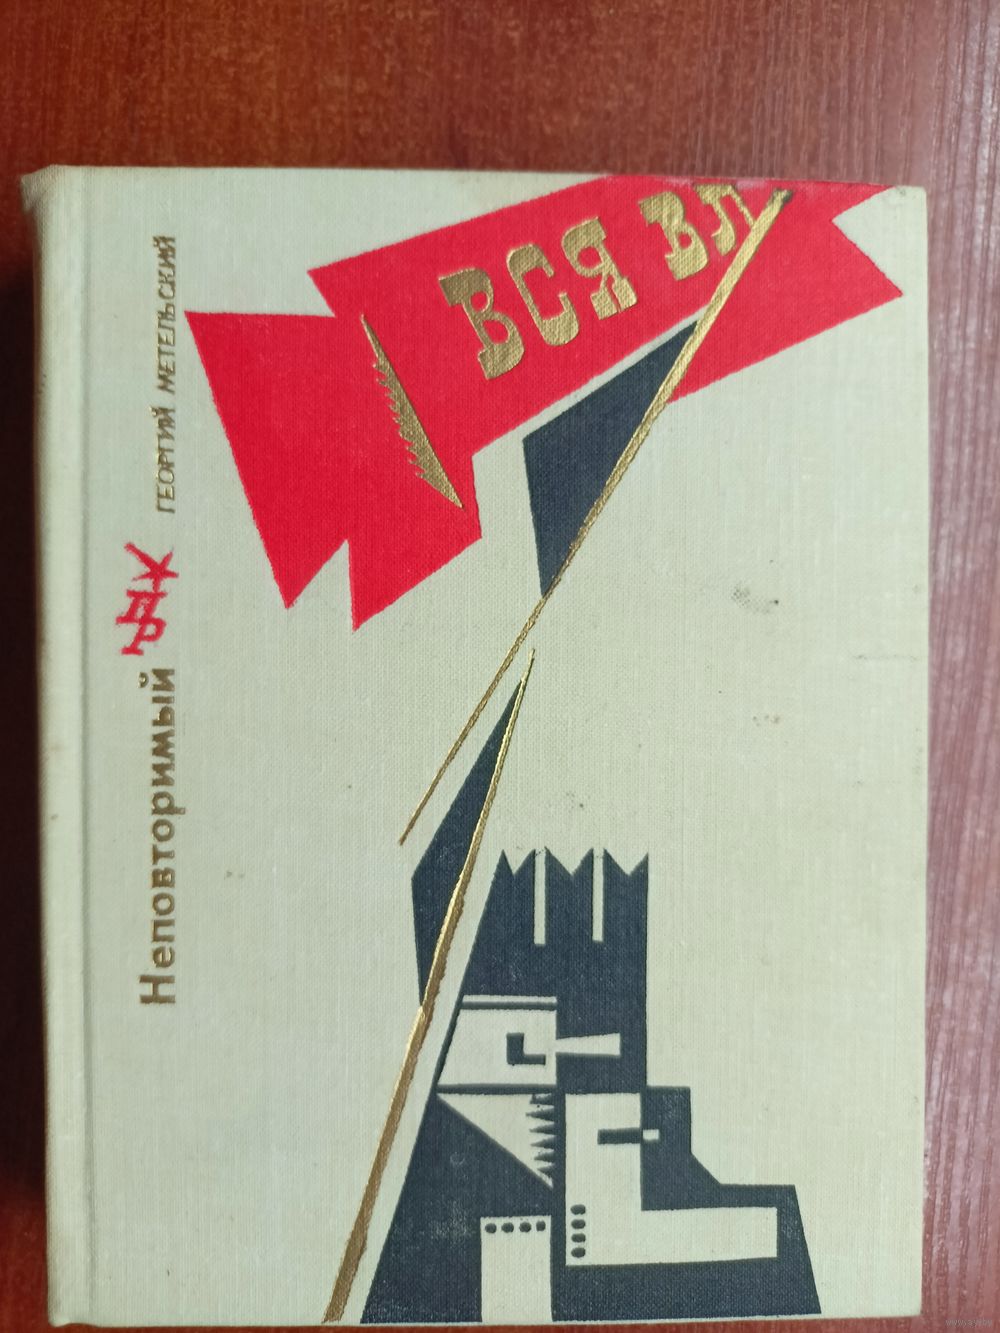 Неповторимый
ГЕОРГИЙ МЕТЕЛЬСКИЙ
ВСЯ ВЛ